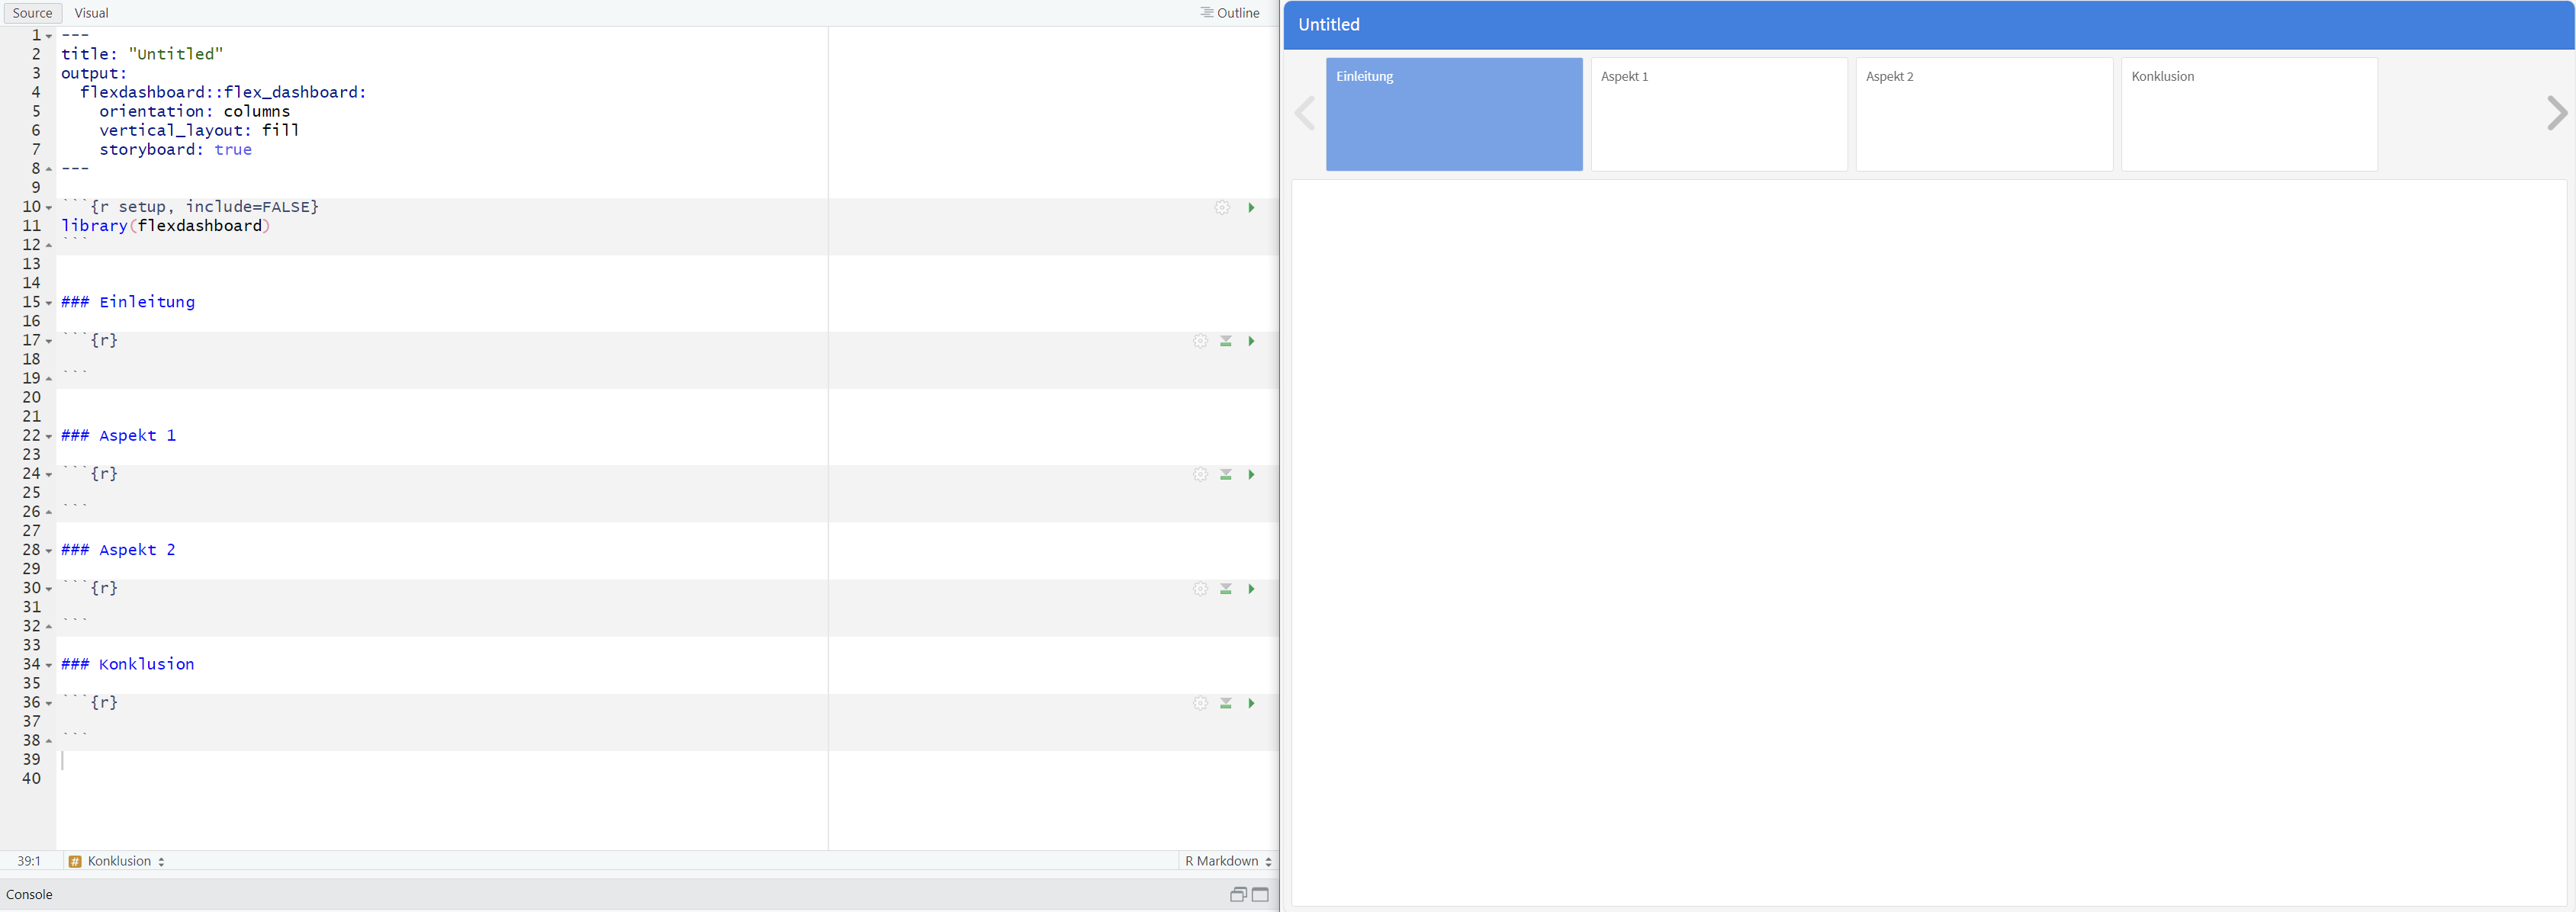 Source Visual Outline
1 ---
2 title: "Untitled"
3 output:
4 flexdashboard::flex_dashboard:
5 orientation: columns
6 vertical_layout: fill
7 storyboard: true
8 ---
9
10 ```{r setup, include=FALSE}
11 library(flexdashboard)
12 ```
13
14
15 ### Einleitung
16
17 ```{r}
18
19 ```
20
21
22 ### Aspekt 1
23
24 ```{r}
25
26 ```
27
28 ### Aspekt 2
29
30 ```{r}
31
32 ```
33
34 ### Konklusion
35
36 ```{r}
37
38 ```
39
40
39:1 # Konklusion R Markdown
Console
Untitled
Einleitung Aspekt 1 Aspekt 2 Konklusion